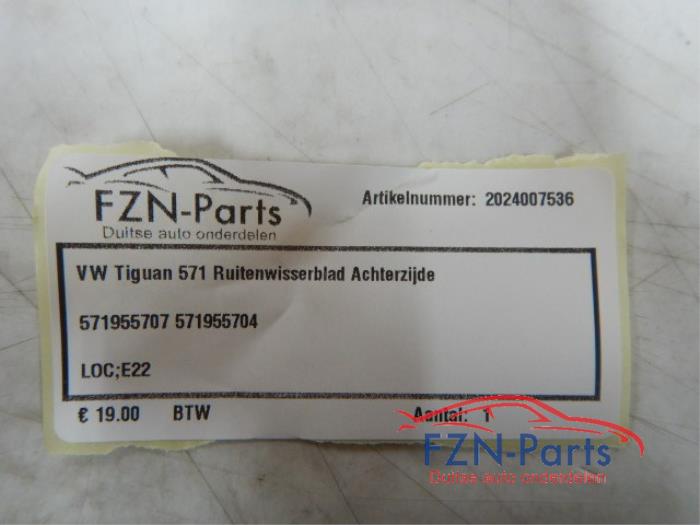 FZN-Parts
Duitse auto onderdelen
Artikelnummer: 2024007536
VW Tiguan 571 Ruitenwisserblad Achterzijde
571955707 571955704
LOC;E22
€ 19.00 BTW
Aantal: 1
FZN-Parts
Duitse auto onderdelen